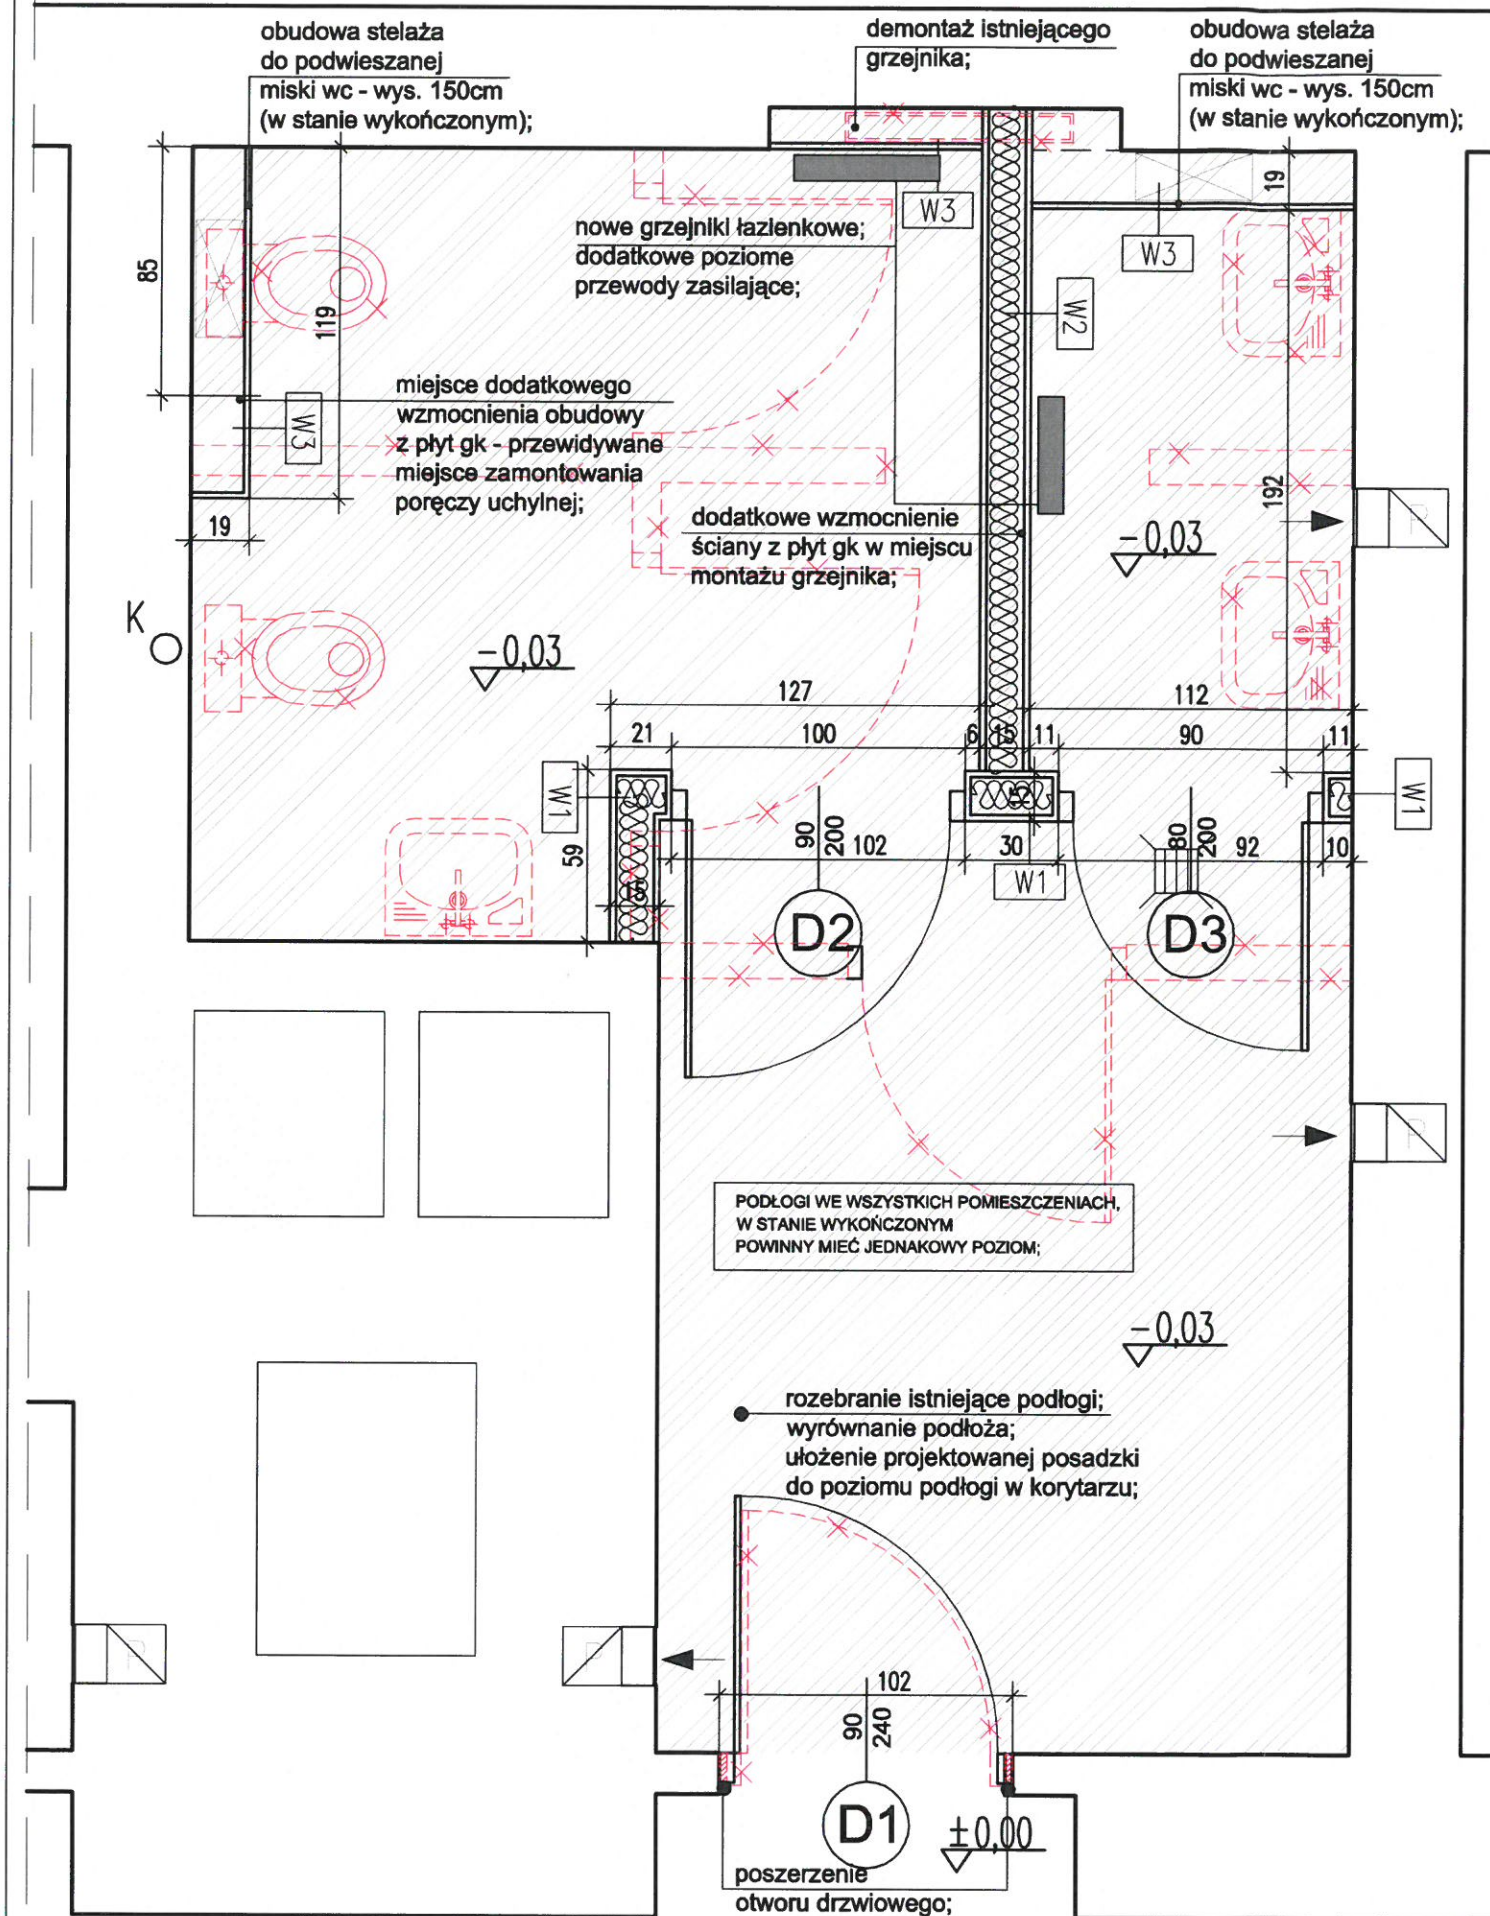 obudowa stelaża
do podwieszanej
miski wc - wys. 150cm
(w stanie wykończonym);
demontaż istniejącego
grzejnika;
obudowa stelaża
do podwieszanej
miski wc - wys. 150cm
(w stanie wykończonym);
19
W3
W3
nowe grzejniki łazienkowe;
dodatkowe poziome
przewody zasilające;
85
119
W2
miejsce dodatkowego
wzmocnienia obudowy
z płyt gk - przewidywane
miejsce zamontowania
poręczy uchylnej;
W3
192
19
dodatkowe wzmocnienie
ściany z płyt gk w miejscu
montażu grzejnika;
-0,03
P
K
-0,03
127
112
21
100
6
15
11
90
11
W1
15
W1
59
90
200
102
30
80
200
92
10
W1
15
D2
D3
P
PODŁOGI WE WSZYSTKICH POMIESZCZENIACH,
W STANIE WYKOŃCZONYM
POWINNY MIEĆ JEDNAKOWY POZIOM;
-0,03
rozebranie istniejące podłogi;
wyrównanie podłoża;
ułożenie projektowanej posadzki
do poziomu podłogi w korytarzu;
P
P
102
90
240
D1
±0,00
poszerzenie
otworu drzwiowego;